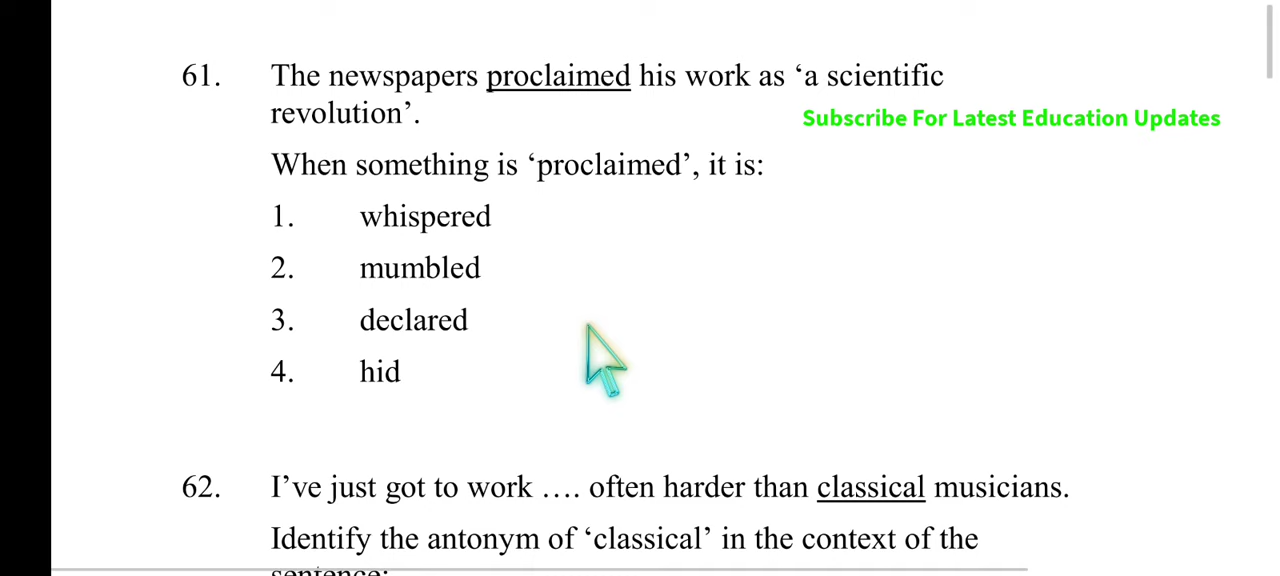 61. The newspapers proclaimed his work as ‘a scientific
revolution’.
Subscribe For Latest Education Updates
When something is ‘proclaimed’, it is:
1. whispered
2. mumbled
3. declared
4. hid
62. I’ve just got to work …. often harder than classical musicians.
Identify the antonym of ‘classical’ in the context of the
sentence: